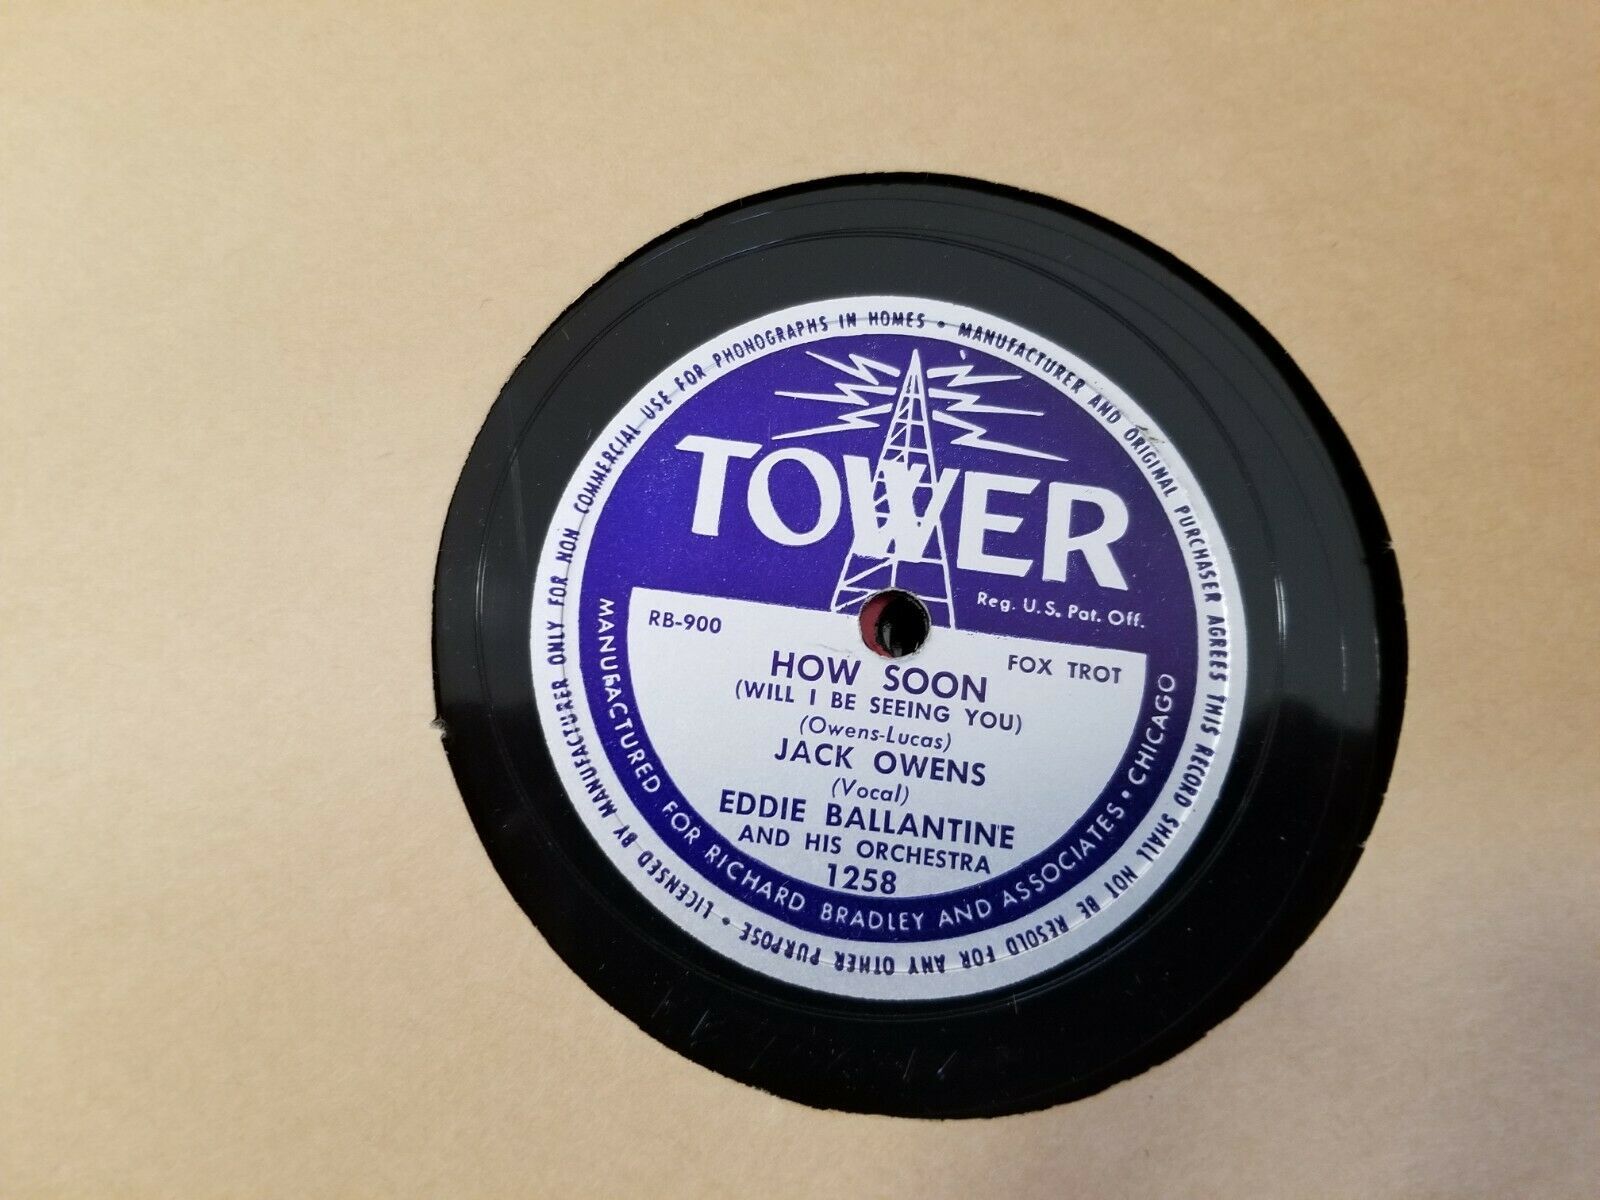 TOWER
Reg. U.S. Pat. Off.
RB-900
FOX TROT
HOW SOON
(WILL I BE SEEING YOU)
(Owens-Lucas)
JACK OWENS
(Vocal)
EDDIE BALLANTINE
AND HIS ORCHESTRA
1258
MANUFACTURED FOR RICHARD BRADLEY AND ASSOCIATES • CHICAGO
LICENSED BY MANUFACTURER ONLY FOR NON COMMERCIAL USE FOR PHONOGRAPHS IN HOMES • MANUFACTURER AND ORIGINAL PURCHASER AGREES THIS RECORD SHALL NOT BE RESOLD FOR ANY OTHER PURPOSE •